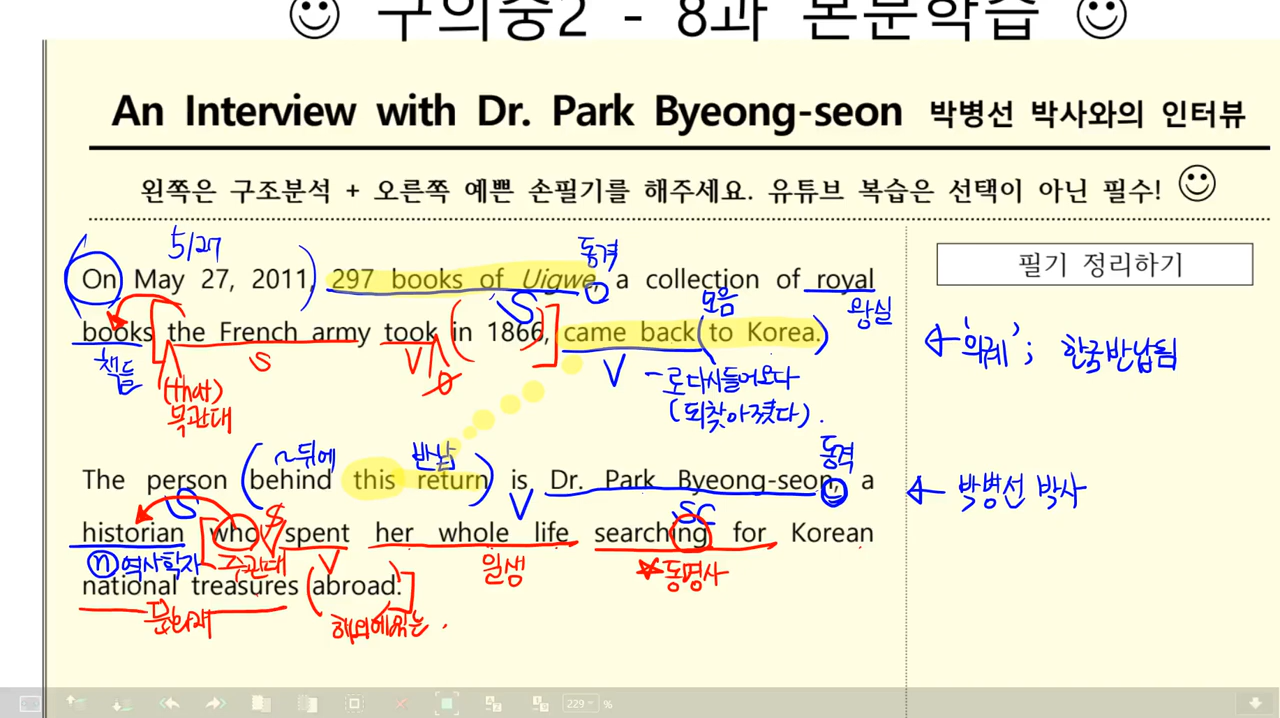 구의중2 - 8과 본문학습
An Interview with Dr. Park Byeong-seon 박병선 박사와의 인터뷰
왼쪽은 구조분석 + 오른쪽 예쁜 손필기를 해주세요. 유튜브 복습은 선택이 아닌 필수!
필기 정리하기
5/27 동격
On May 27, 2011, 297 books of Uigwe, a collection of royal
S 모음 왕실
books the French army took in 1866, came back to Korea.
책들 S V V
(that) 목관대
-로 다시 들어오다
(되찾아졌다).
'의궤'; 한국반납됨
~뒤에 반납 동격
The person behind this return is Dr. Park Byeong-seon, a
S V SC
박병선 박사
historian who spent her whole life searching for Korean
n 역사학자 주관대 V 일생 동명사
national treasures abroad.
문화재 해외에 있는.
229 %